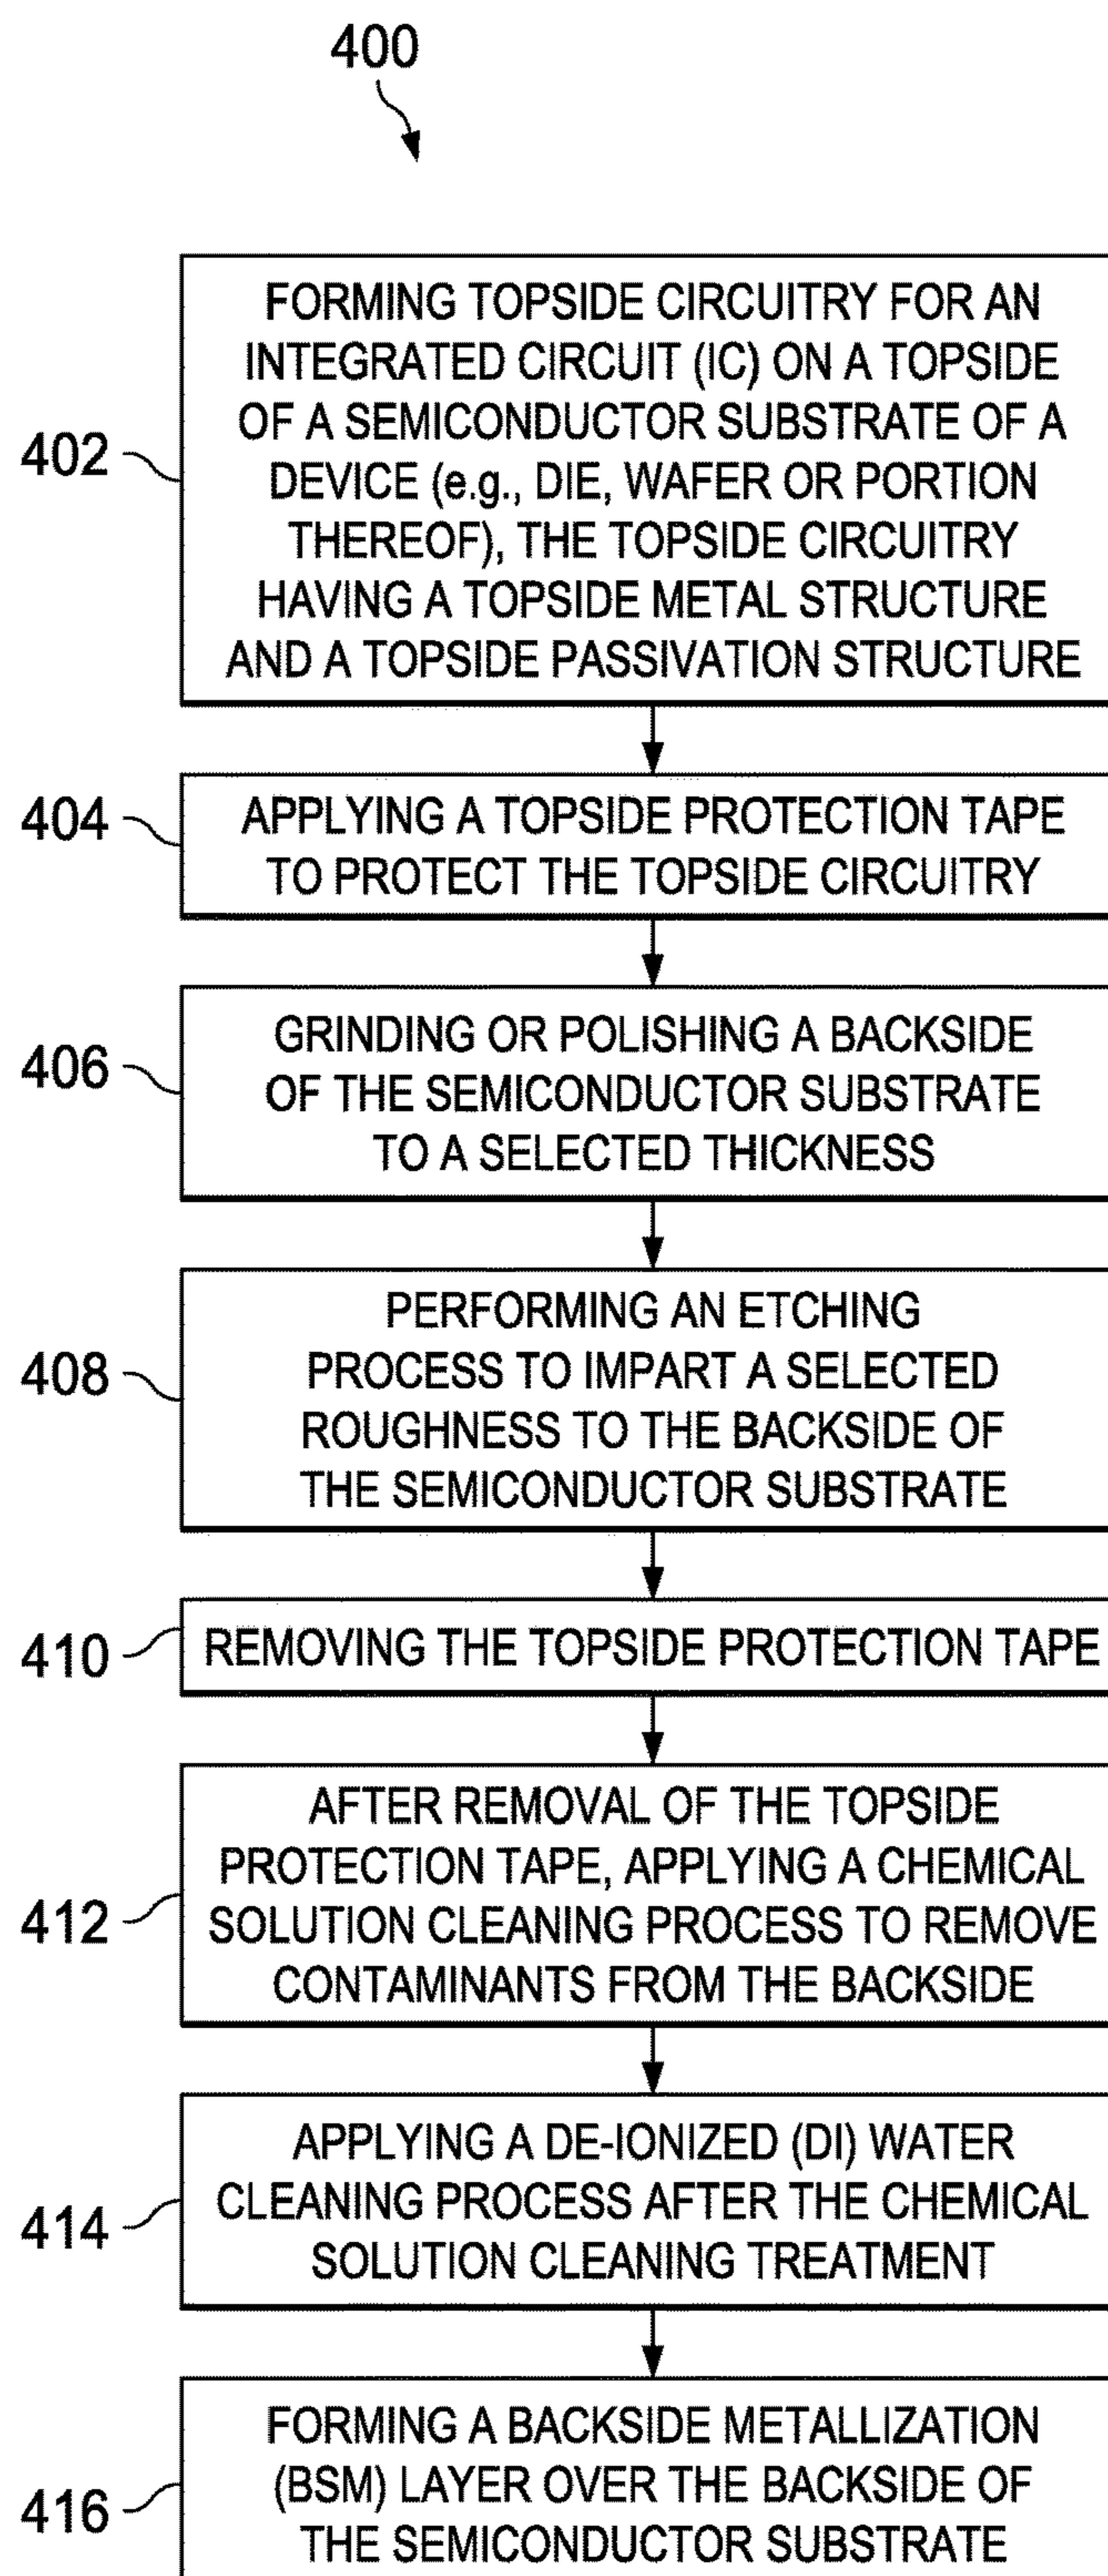 400
402
FORMING TOPSIDE CIRCUITRY FOR AN
INTEGRATED CIRCUIT (IC) ON A TOPSIDE
OF A SEMICONDUCTOR SUBSTRATE OF A
DEVICE (e.g., DIE, WAFER OR PORTION
THEREOF), THE TOPSIDE CIRCUITRY
HAVING A TOPSIDE METAL STRUCTURE
AND A TOPSIDE PASSIVATION STRUCTURE
404
APPLYING A TOPSIDE PROTECTION TAPE
TO PROTECT THE TOPSIDE CIRCUITRY
406
GRINDING OR POLISHING A BACKSIDE
OF THE SEMICONDUCTOR SUBSTRATE
TO A SELECTED THICKNESS
408
PERFORMING AN ETCHING
PROCESS TO IMPART A SELECTED
ROUGHNESS TO THE BACKSIDE OF
THE SEMICONDUCTOR SUBSTRATE
410
REMOVING THE TOPSIDE PROTECTION TAPE
412
AFTER REMOVAL OF THE TOPSIDE
PROTECTION TAPE, APPLYING A CHEMICAL
SOLUTION CLEANING PROCESS TO REMOVE
CONTAMINANTS FROM THE BACKSIDE
414
APPLYING A DE-IONIZED (DI) WATER
CLEANING PROCESS AFTER THE CHEMICAL
SOLUTION CLEANING TREATMENT
416
FORMING A BACKSIDE METALLIZATION
(BSM) LAYER OVER THE BACKSIDE OF
THE SEMICONDUCTOR SUBSTRATE